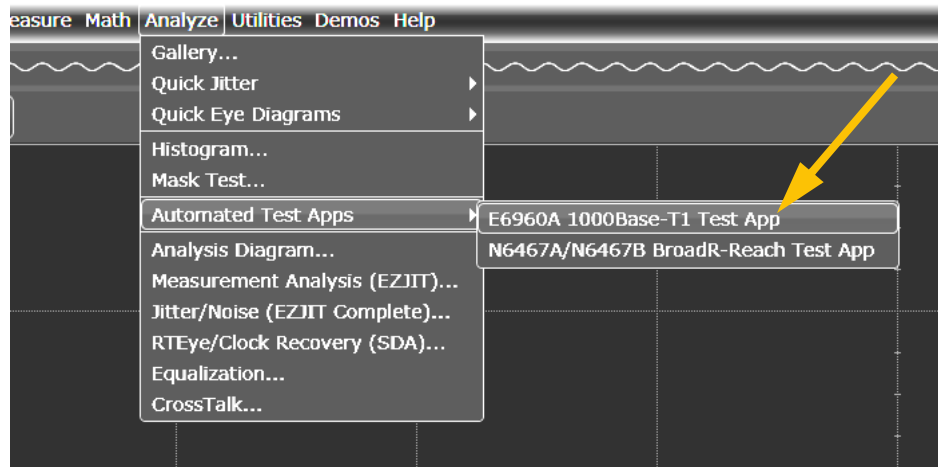 easure Math Analyze Utilities Demos Help
Gallery...
Quick Jitter
Quick Eye Diagrams
Histogram...
Mask Test...
Automated Test Apps
E6960A 1000Base-T1 Test App
N6467A/N6467B BroadR-Reach Test App
Analysis Diagram...
Measurement Analysis (EZJIT)...
Jitter/Noise (EZJIT Complete)...
RTEye/Clock Recovery (SDA)...
Equalization...
CrossTalk...